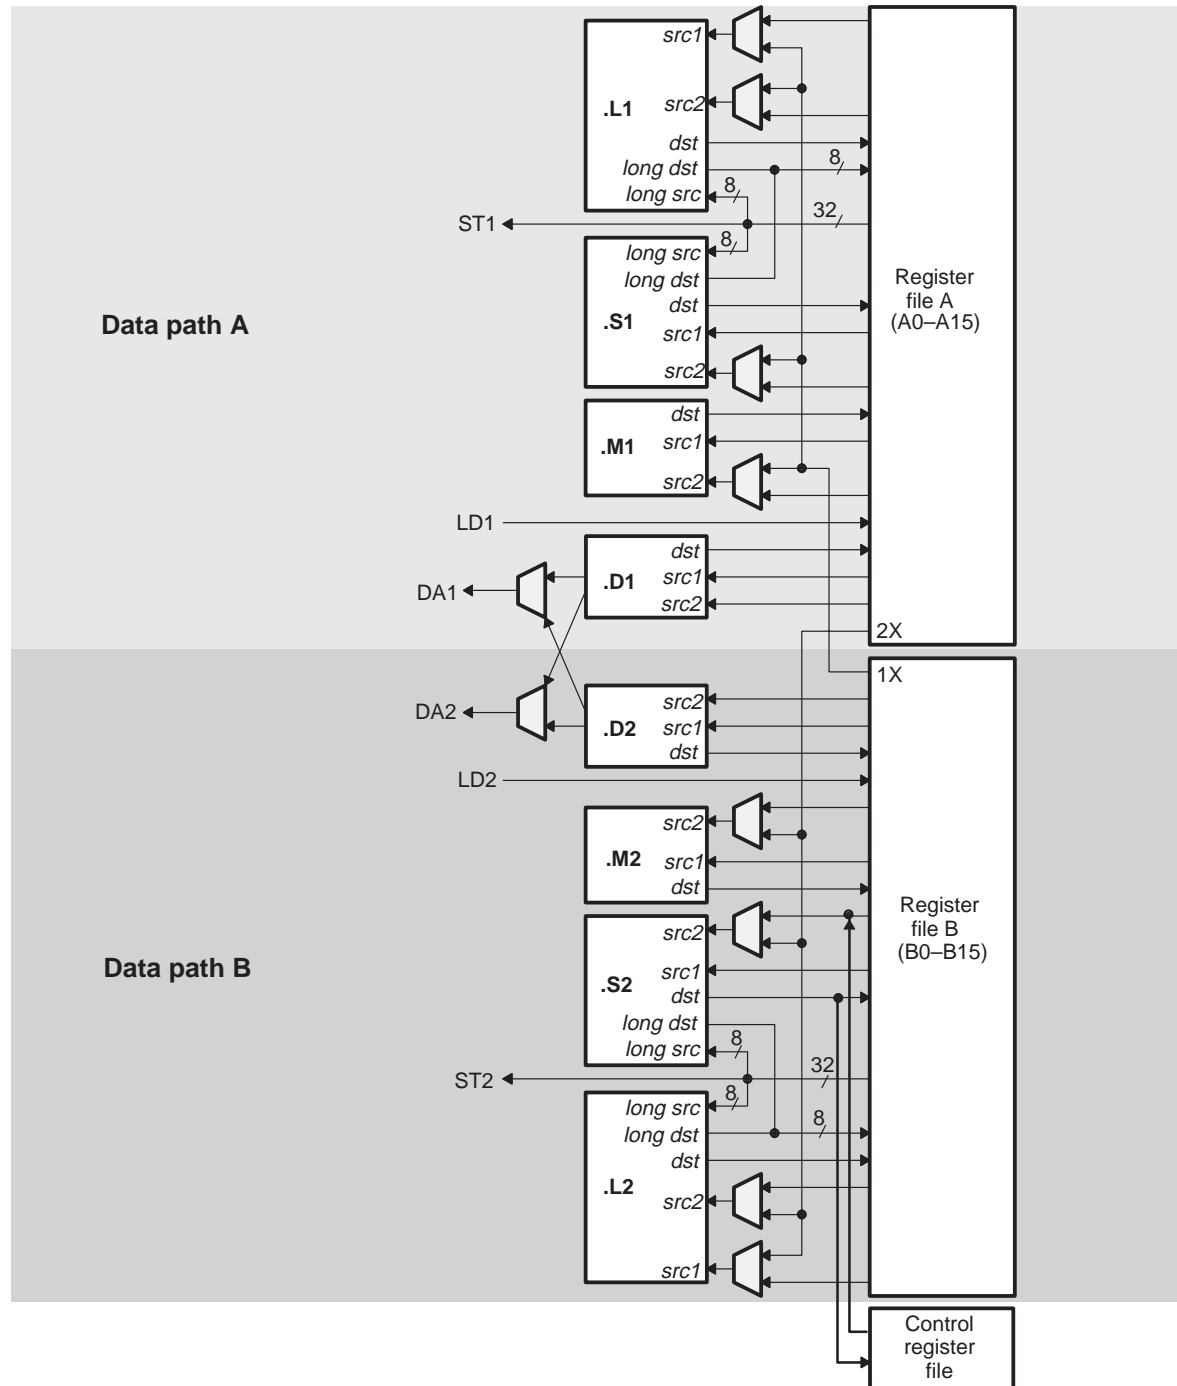 src1
.L1
src2
dst
long dst
8
long src
8
ST1
32
8
long src
long dst
Register
file A
(A0–A15)
dst
Data path A
.S1
src1
src2
dst
.M1
src1
src2
LD1
dst
.D1
src1
DA1
src2
2X
1X
src2
DA2
.D2
src1
dst
LD2
src2
.M2
src1
dst
Register
file B
(B0–B15)
src2
Data path B
src1
.S2
dst
long dst
long src
8
32
ST2
8
long src
long dst
8
dst
.L2
src2
src1
Control
register
file